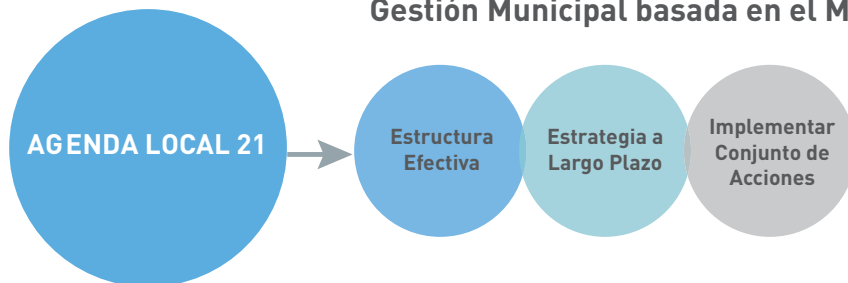 Gestión Municipal basada en el M
AGENDA LOCAL 21
Estructura
Efectiva
Estrategia a
Largo Plazo
Implementar
Conjunto de
Acciones